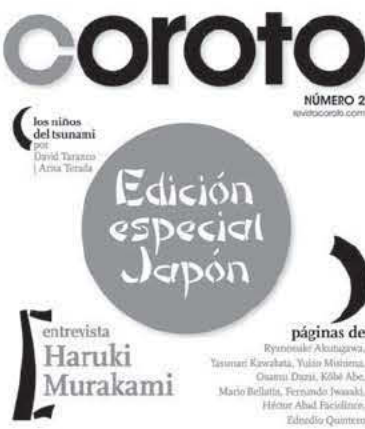 coroto
NÚMERO 2
revistacoroto.com
los niños
del tsunami
por
David Taranco
| Arisa Terada
Edición
especial
Japón
entrevista
Haruki
Murakami
páginas de
Ryunosuke Akutagawa,
Yasunari Kawabata, Yukio Mishima,
Osamu Dazai, Kôbô Abe,
Mario Bellatin, Fernando Iwasaki,
Héctor Abad Faciolince,
Ednodio Quintero